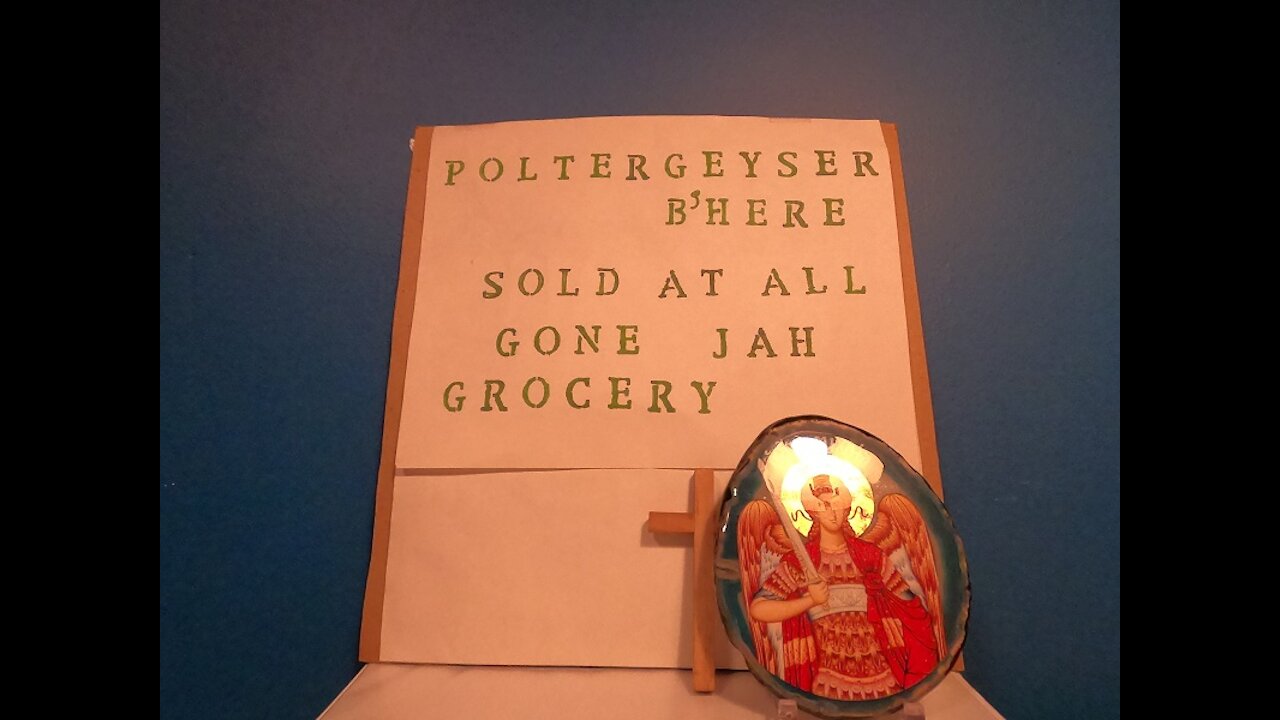 POLTERGEYSER
B'HERE
SOLD AT ALL
GONE JAH
GROCERY